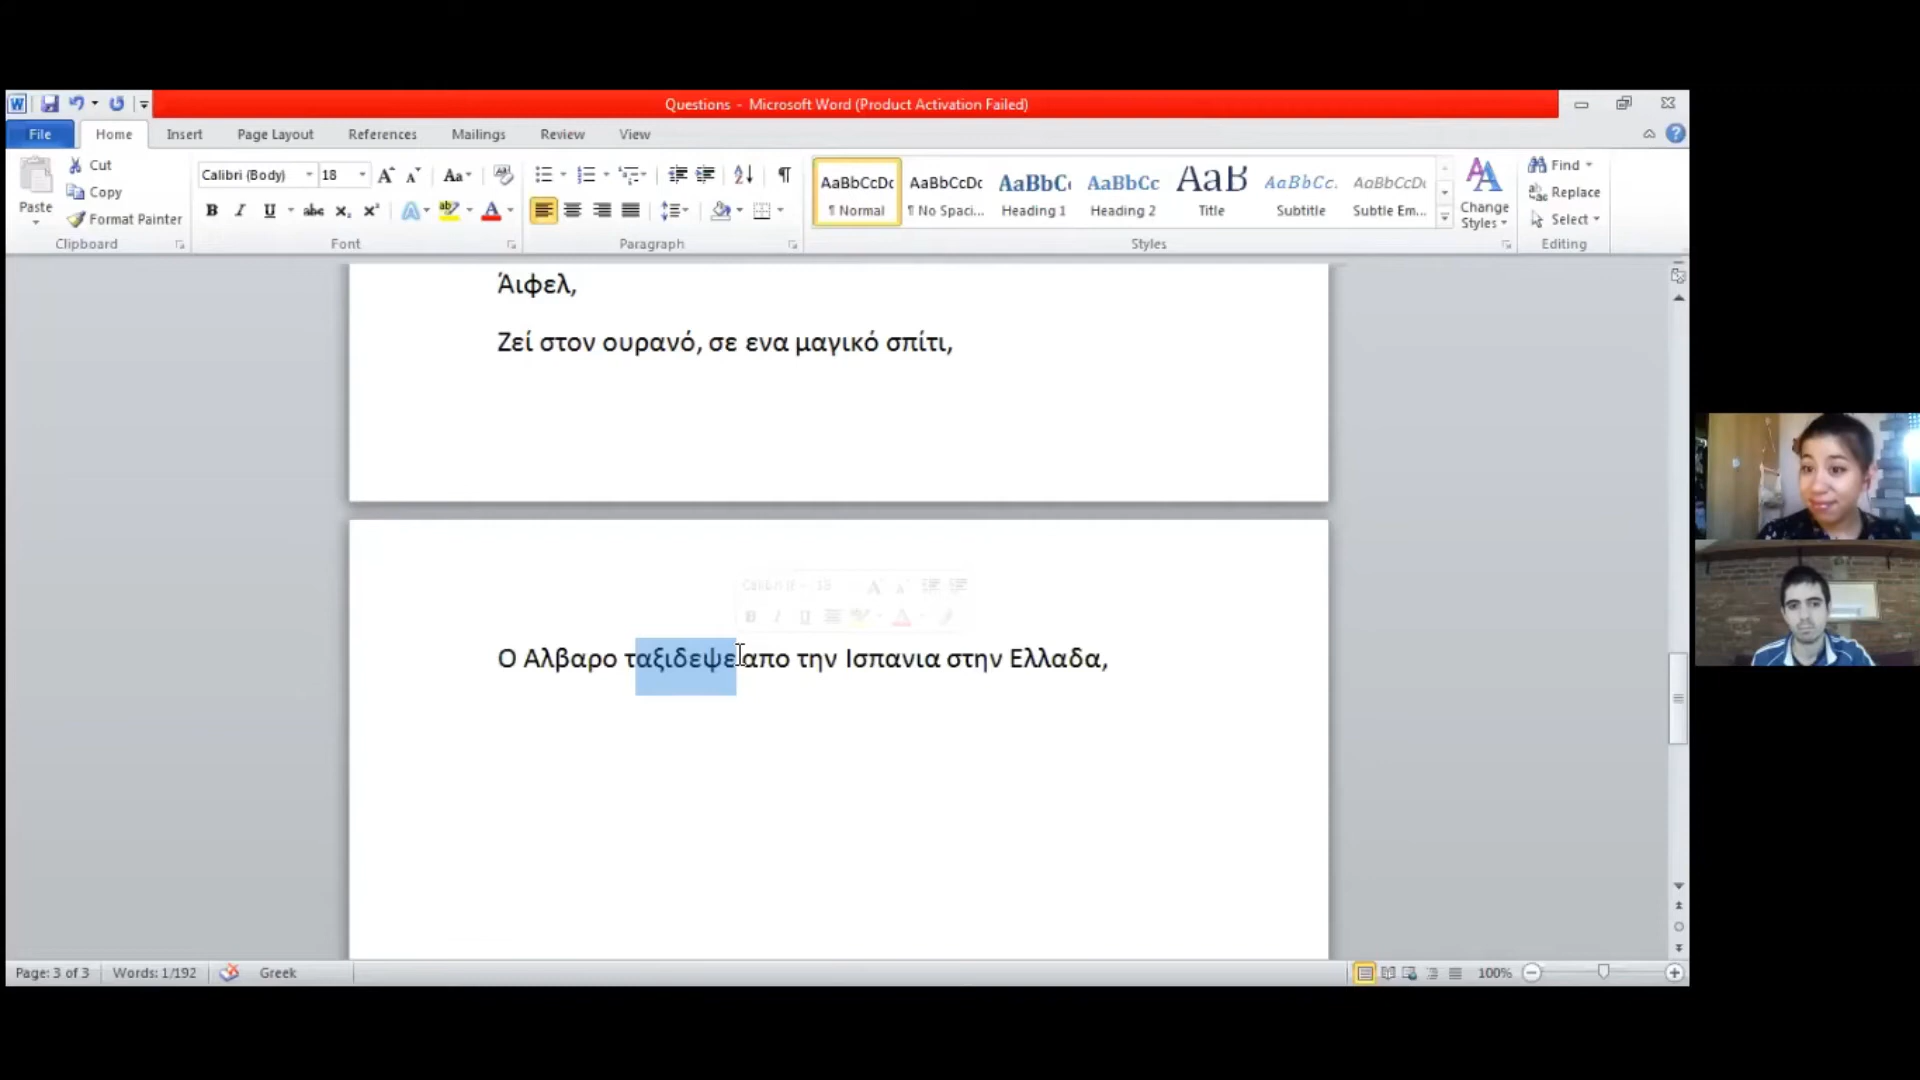 Questions - Microsoft Word (Product Activation Failed)
File Home Insert Page Layout References Mailings Review View
Paste
Cut
Copy
Format Painter
Clipboard
Calibri (Body) 18
Font
Paragraph
AaBbCcDc AaBbCcDc AaBbC AaBbCc AaB AaBbCc. AaBbCcDc
¶ Normal ¶ No Spaci... Heading 1 Heading 2 Title Subtitle Subtle Em...
Styles
Change Styles
Find
Replace
Select
Editing
Άιφελ,
Ζεί στον ουρανό, σε ενα μαγικό σπίτι,
Ο Αλβαρο ταξιδεψε απο την Ισπανια στην Ελλαδα,
Page: 3 of 3 Words: 1/192 Greek 100%